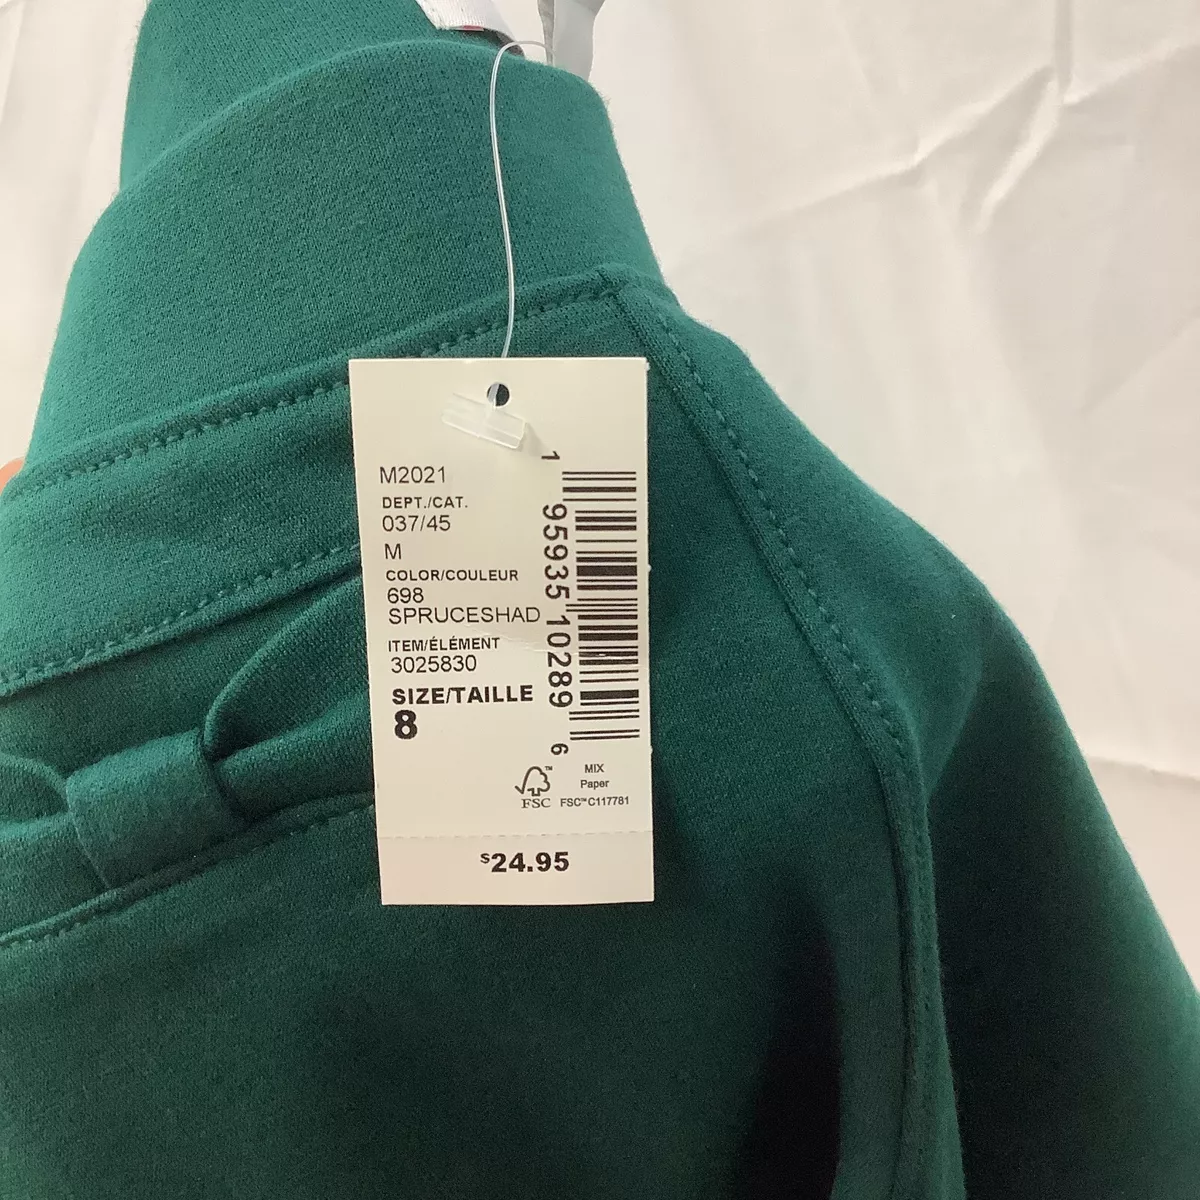 M2021
DEPT./CAT.
037/45
M
COLOR/COULEUR
698
SPRUCESHAD
ITEM/ÉLÉMENT
3025830
SIZE/TAILLE
8
1 95935 10289 6
FSC™
MIX
Paper
FSC™ C117781
$24.95